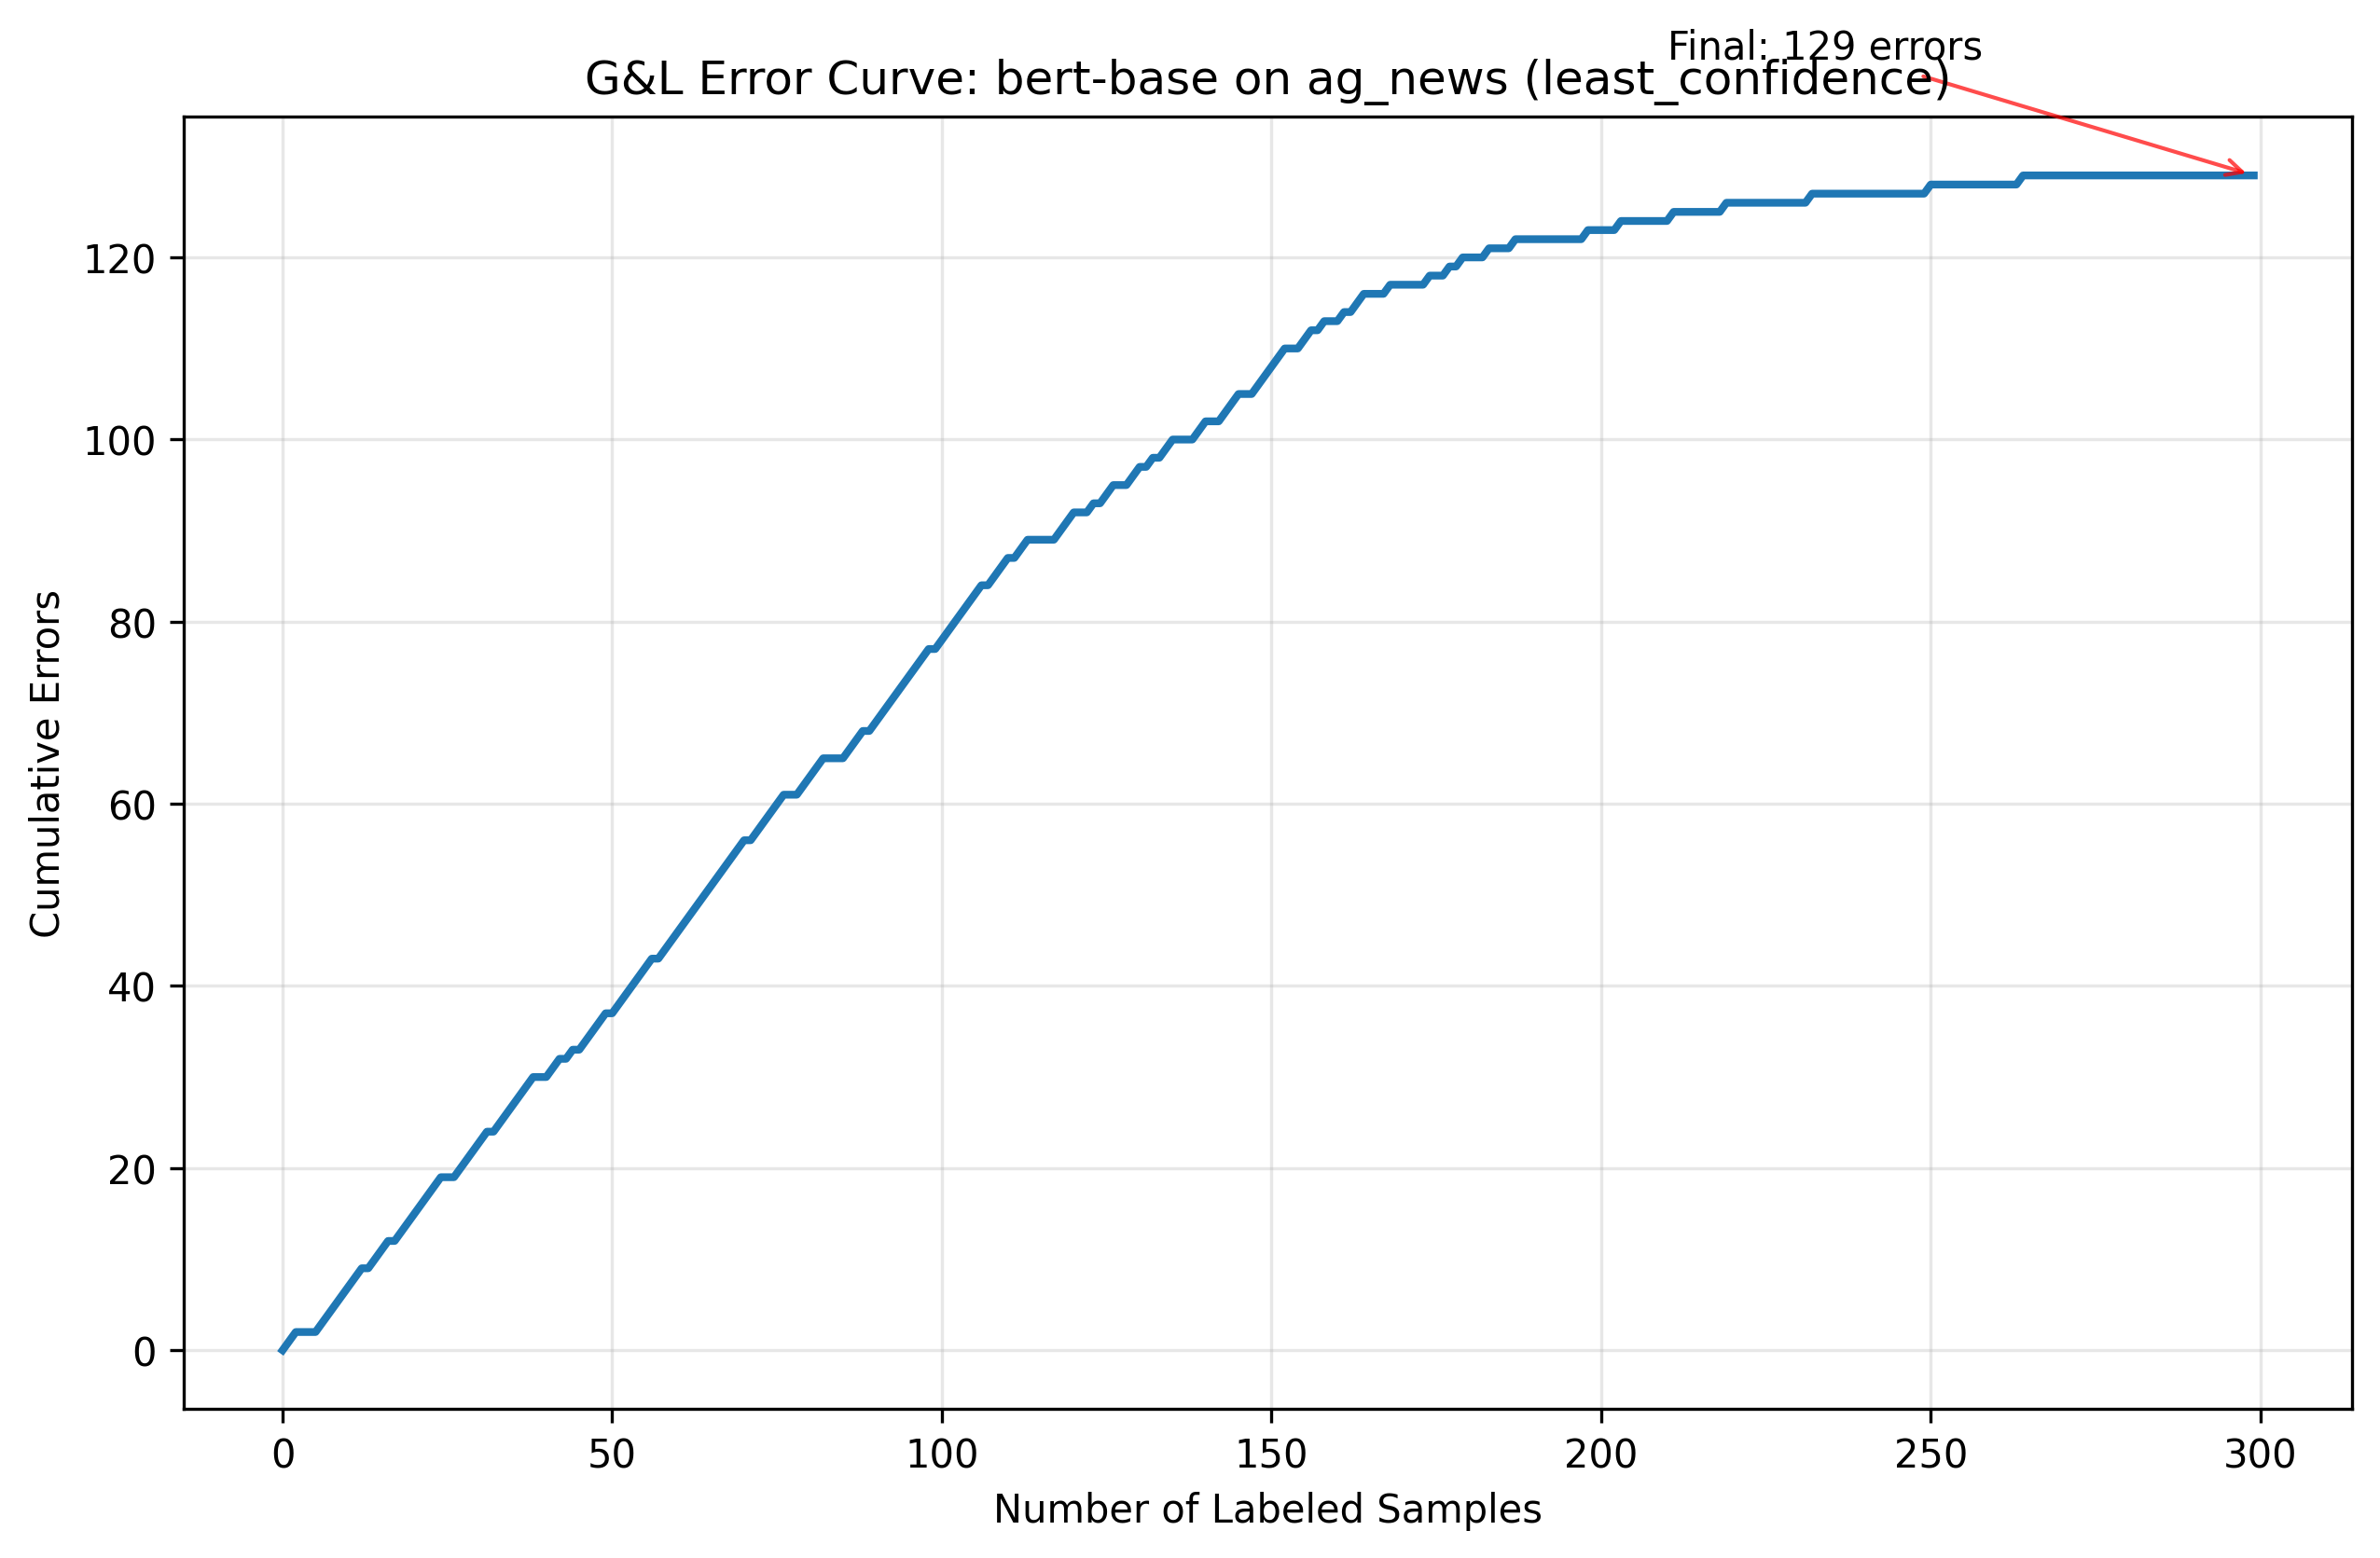 Final: 129 errors
G&L Error Curve: bert-base on ag_news (least_confidence)
120
100
80
60
40
20
0
Cumulative Errors
0 50 100 150 200 250 300
Number of Labeled Samples